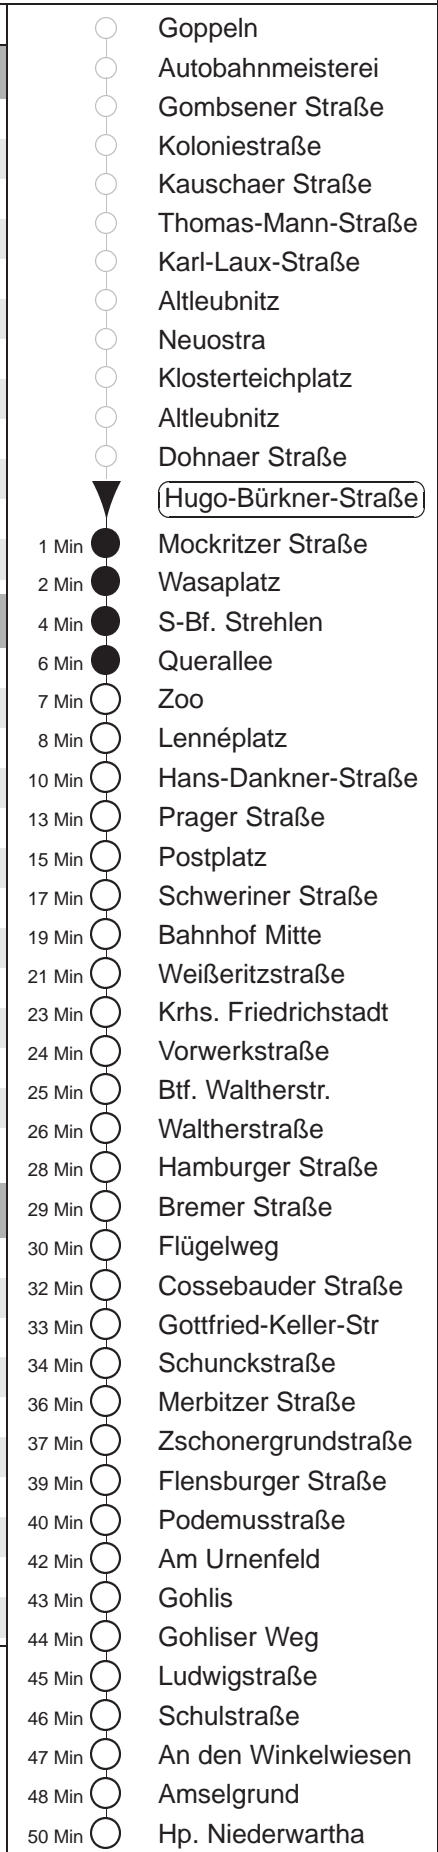 Goppeln
Autobahnmeisterei
Gombsener Straße
Koloniestraße
Kauschaer Straße
Thomas-Mann-Straße
Karl-Laux-Straße
Altleubnitz
Neuostra
Klosterteichplatz
Altleubnitz
Dohnaer Straße
Hugo-Bürkner-Straße
1 Min Mockritzer Straße
2 Min Wasaplatz
4 Min S-Bf. Strehlen
6 Min Querallee
7 Min Zoo
8 Min Lennéplatz
10 Min Hans-Dankner-Straße
13 Min Prager Straße
15 Min Postplatz
17 Min Schweriner Straße
19 Min Bahnhof Mitte
21 Min Weißeritzstraße
23 Min Krhs. Friedrichstadt
24 Min Vorwerkstraße
25 Min Btf. Waltherstr.
26 Min Waltherstraße
28 Min Hamburger Straße
29 Min Bremer Straße
30 Min Flügelweg
32 Min Cossebauder Straße
33 Min Gottfried-Keller-Str
34 Min Schunckstraße
36 Min Merbitzer Straße
37 Min Zschonergrundstraße
39 Min Flensburger Straße
40 Min Podemusstraße
42 Min Am Urnenfeld
43 Min Gohlis
44 Min Gohliser Weg
45 Min Ludwigstraße
46 Min Schulstraße
47 Min An den Winkelwiesen
48 Min Amselgrund
50 Min Hp. Niederwartha